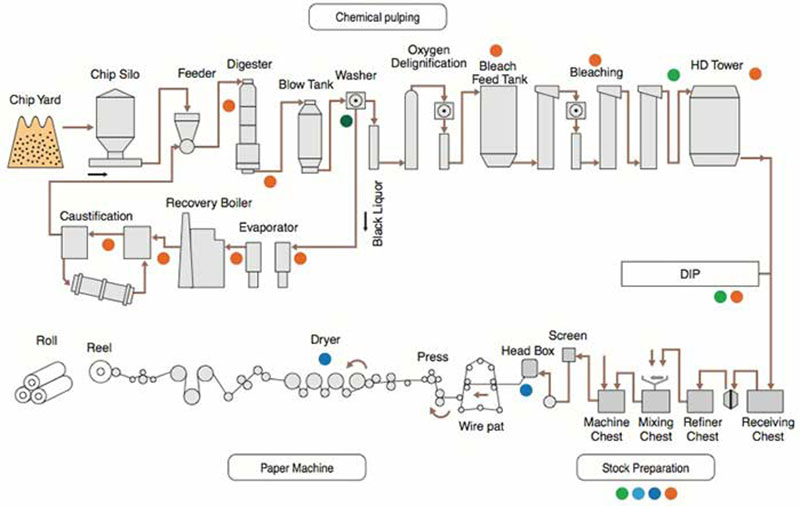 Chemical pulping
Chip Yard
Chip Silo
Feeder
Digester
Blow Tank
Washer
Oxygen
Delignification
Bleach
Feed Tank
Bleaching
HD Tower
Black Liquor
Caustification
Recovery Boiler
Evaporator
DIP
Roll
Reel
Dryer
Press
Wire pat
Head Box
Screen
Machine
Chest
Mixing
Chest
Refiner
Chest
Receiving
Chest
Paper Machine
Stock Preparation